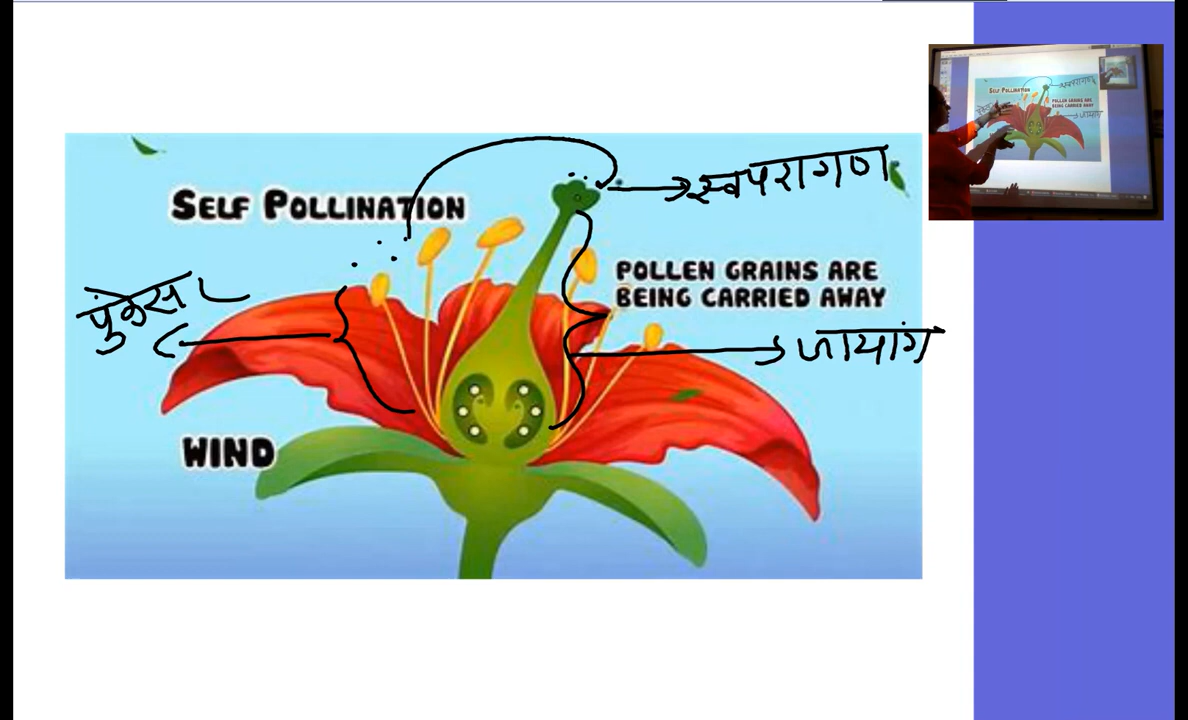 SELF POLLINATION
स्वपरागण
पुंकेसर
POLLEN GRAINS ARE
BEING CARRIED AWAY
जायांग
WIND